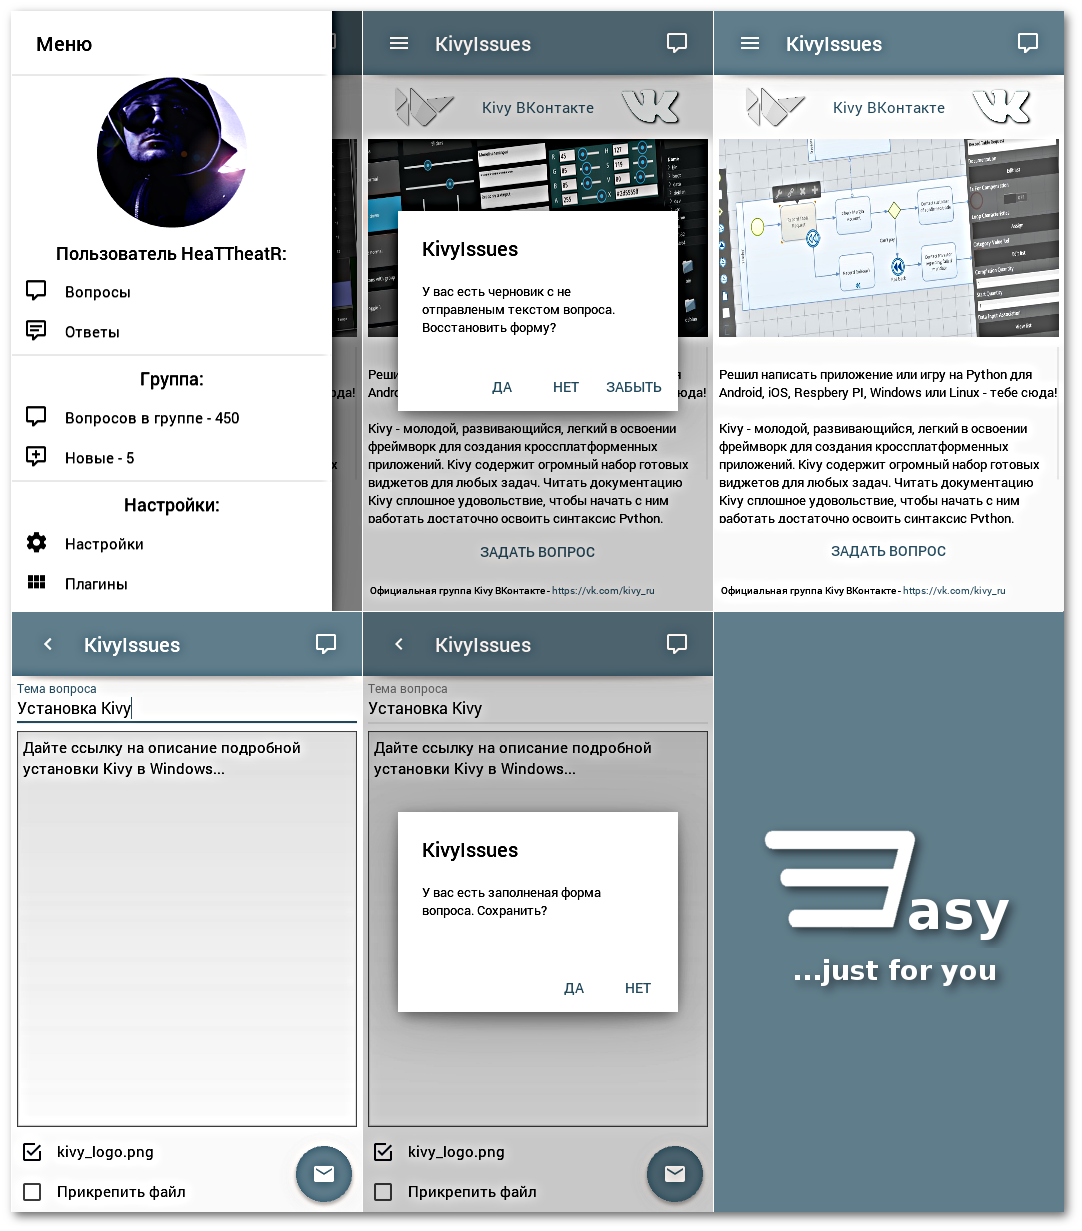 Меню
Пользователь HeaTTheatR:
Вопросы
Ответы
Группа:
Вопросов в группе - 450
Новые - 5
Настройки:
Настройки
Плагины
KivyIssues
Kivy ВКонтакте
KivyIssues
У вас есть черновик с не
отправленым текстом вопроса.
Восстановить форму?
ДА НЕТ ЗАБЫТЬ
Kivy - молодой, развивающийся, легкий в освоении
фреймворк для создания кроссплатформенных
приложений. Kivy содержит огромный набор готовых
виджетов для любых задач. Читать документацию
Kivy сплошное удовольствие, чтобы начать с ним
работать достаточно освоить синтаксис Python.
ЗАДАТЬ ВОПРОС
Официальная группа Kivy ВКонтакте - https://vk.com/kivy_ru
KivyIssues
Kivy ВКонтакте
Решил написать приложение или игру на Python для
Android, iOS, Respbery PI, Windows или Linux - тебе сюда!
Kivy - молодой, развивающийся, легкий в освоении
фреймворк для создания кроссплатформенных
приложений. Kivy содержит огромный набор готовых
виджетов для любых задач. Читать документацию
Kivy сплошное удовольствие, чтобы начать с ним
работать достаточно освоить синтаксис Python.
ЗАДАТЬ ВОПРОС
Официальная группа Kivy ВКонтакте - https://vk.com/kivy_ru
KivyIssues
Тема вопроса
Установка Kivy
Дайте ссылку на описание подробной
установки Kivy в Windows...
kivy_logo.png
Прикрепить файл
KivyIssues
Тема вопроса
Установка Kivy
Дайте ссылку на описание подробной
установки Kivy в Windows...
KivyIssues
У вас есть заполненая форма
вопроса. Сохранить?
ДА НЕТ
kivy_logo.png
Прикрепить файл
Easy
...just for you